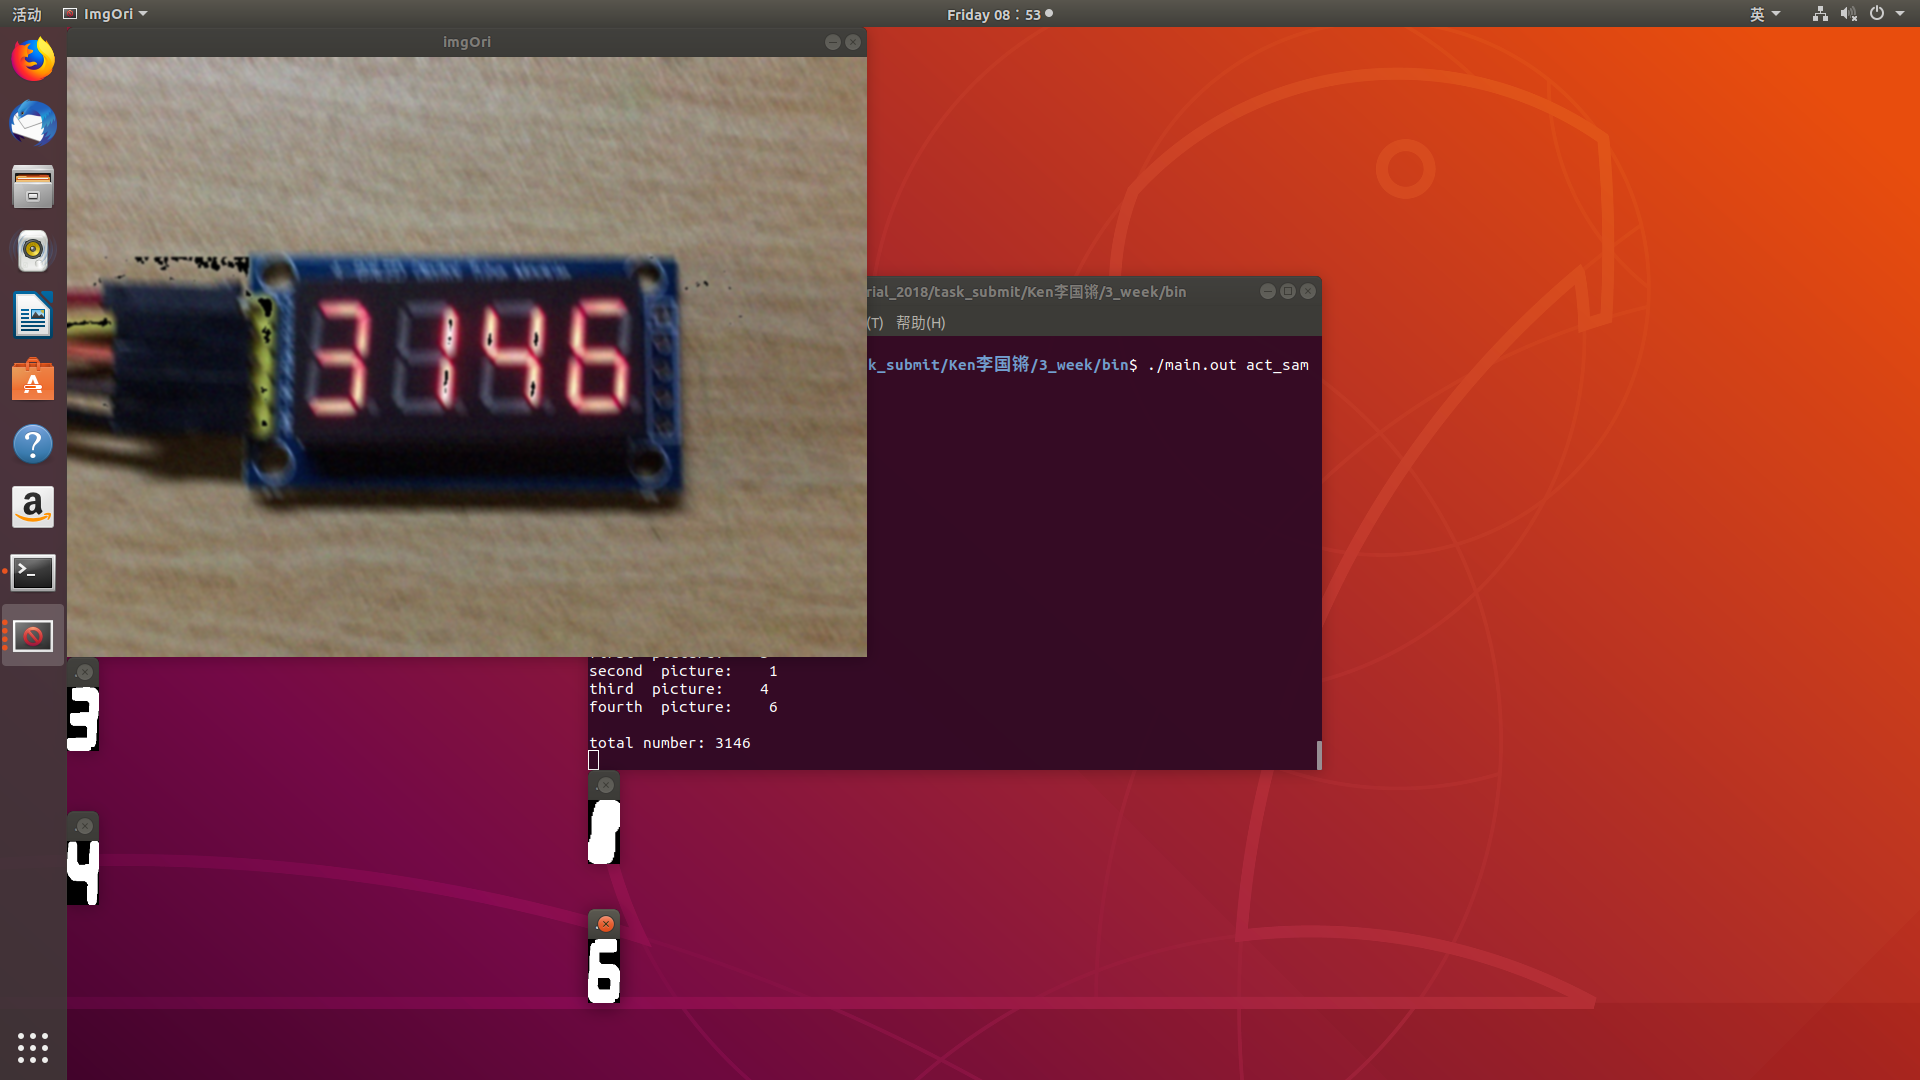 活动 ImgOri Friday 08：53 英
imgOri
3146
rial_2018/task_submit/Ken李国锵/3_week/bin
(T) 帮助(H)
k_submit/Ken李国锵/3_week/bin$ ./main.out act_sam
second picture: 1
third picture: 4
fourth picture: 6
total number: 3146
3
1
4
6